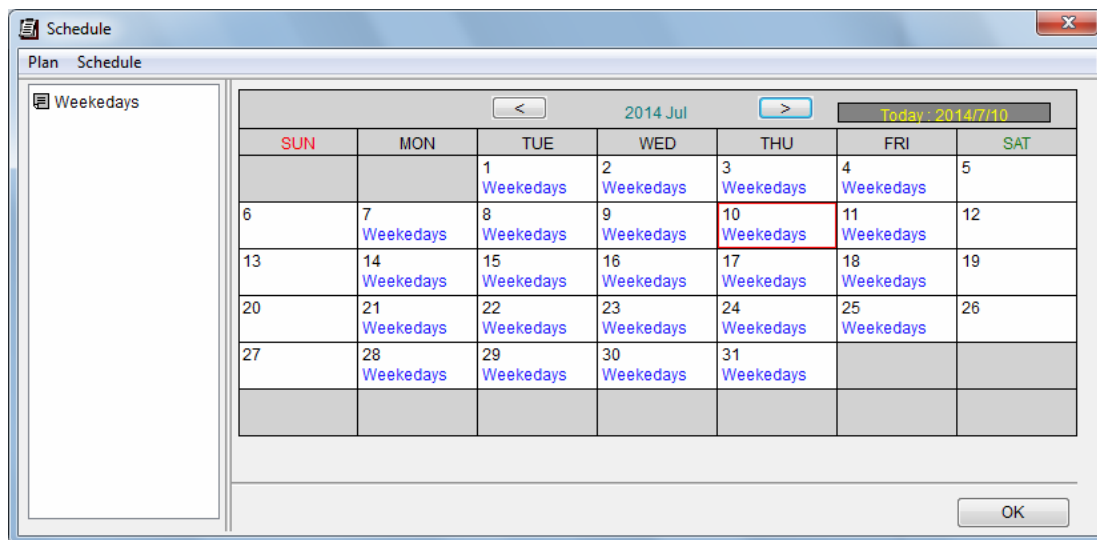 Schedule
Plan Schedule
Weekedays
< 2014 Jul > Today : 2014/7/10
SUN MON TUE WED THU FRI SAT
1 2 3 4 5
Weekedays Weekedays Weekedays Weekedays
6 7 8 9 10 11 12
Weekedays Weekedays Weekedays Weekedays Weekedays
13 14 15 16 17 18 19
Weekedays Weekedays Weekedays Weekedays Weekedays
20 21 22 23 24 25 26
Weekedays Weekedays Weekedays Weekedays Weekedays
27 28 29 30 31
Weekedays Weekedays Weekedays Weekedays
OK